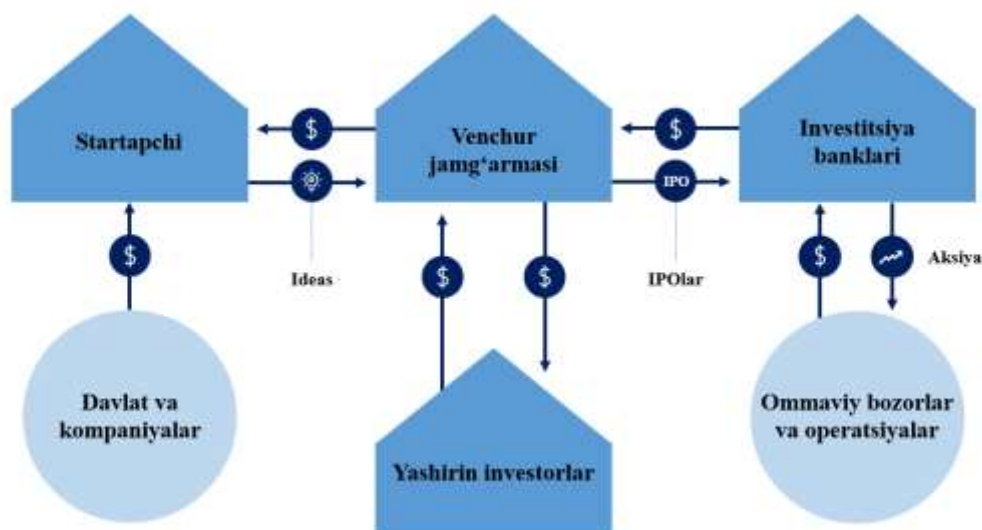 Startapchi
$
Ideas
Venchur
jamg‘armasi
$
IPO
IPOlar
Investitsiya
banklari
$
$
$
$
Aksiya
Davlat va
kompaniyalar
Yashirin investorlar
Ommaviy bozorlar
va operatsiyalar